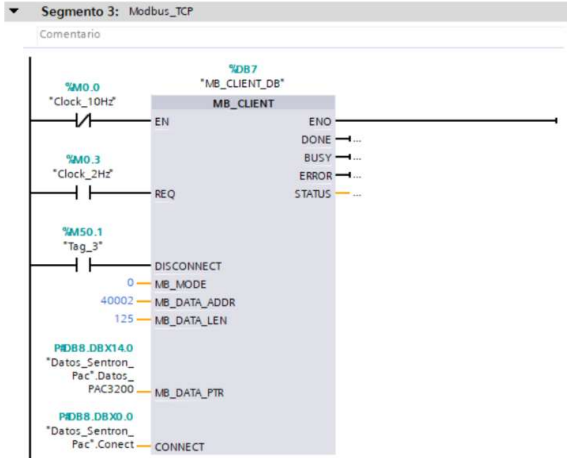 Segmento 3: Modbus_TCP
Comentario
%DB7
"MB_CLIENT_DB"
%M0.0
"Clock_10Hz"
MB_CLIENT
EN
ENO
DONE
...
BUSY
...
%M0.3
"Clock_2Hz"
ERROR
...
REQ
STATUS
...
%M50.1
"Tag_3"
DISCONNECT
0
MB_MODE
40002
MB_DATA_ADDR
125
MB_DATA_LEN
P#DB8.DBX14.0
"Datos_Sentron_
Pac".Datos_
PAC3200
MB_DATA_PTR
P#DB8.DBX0.0
"Datos_Sentron_
Pac".Conect
CONNECT